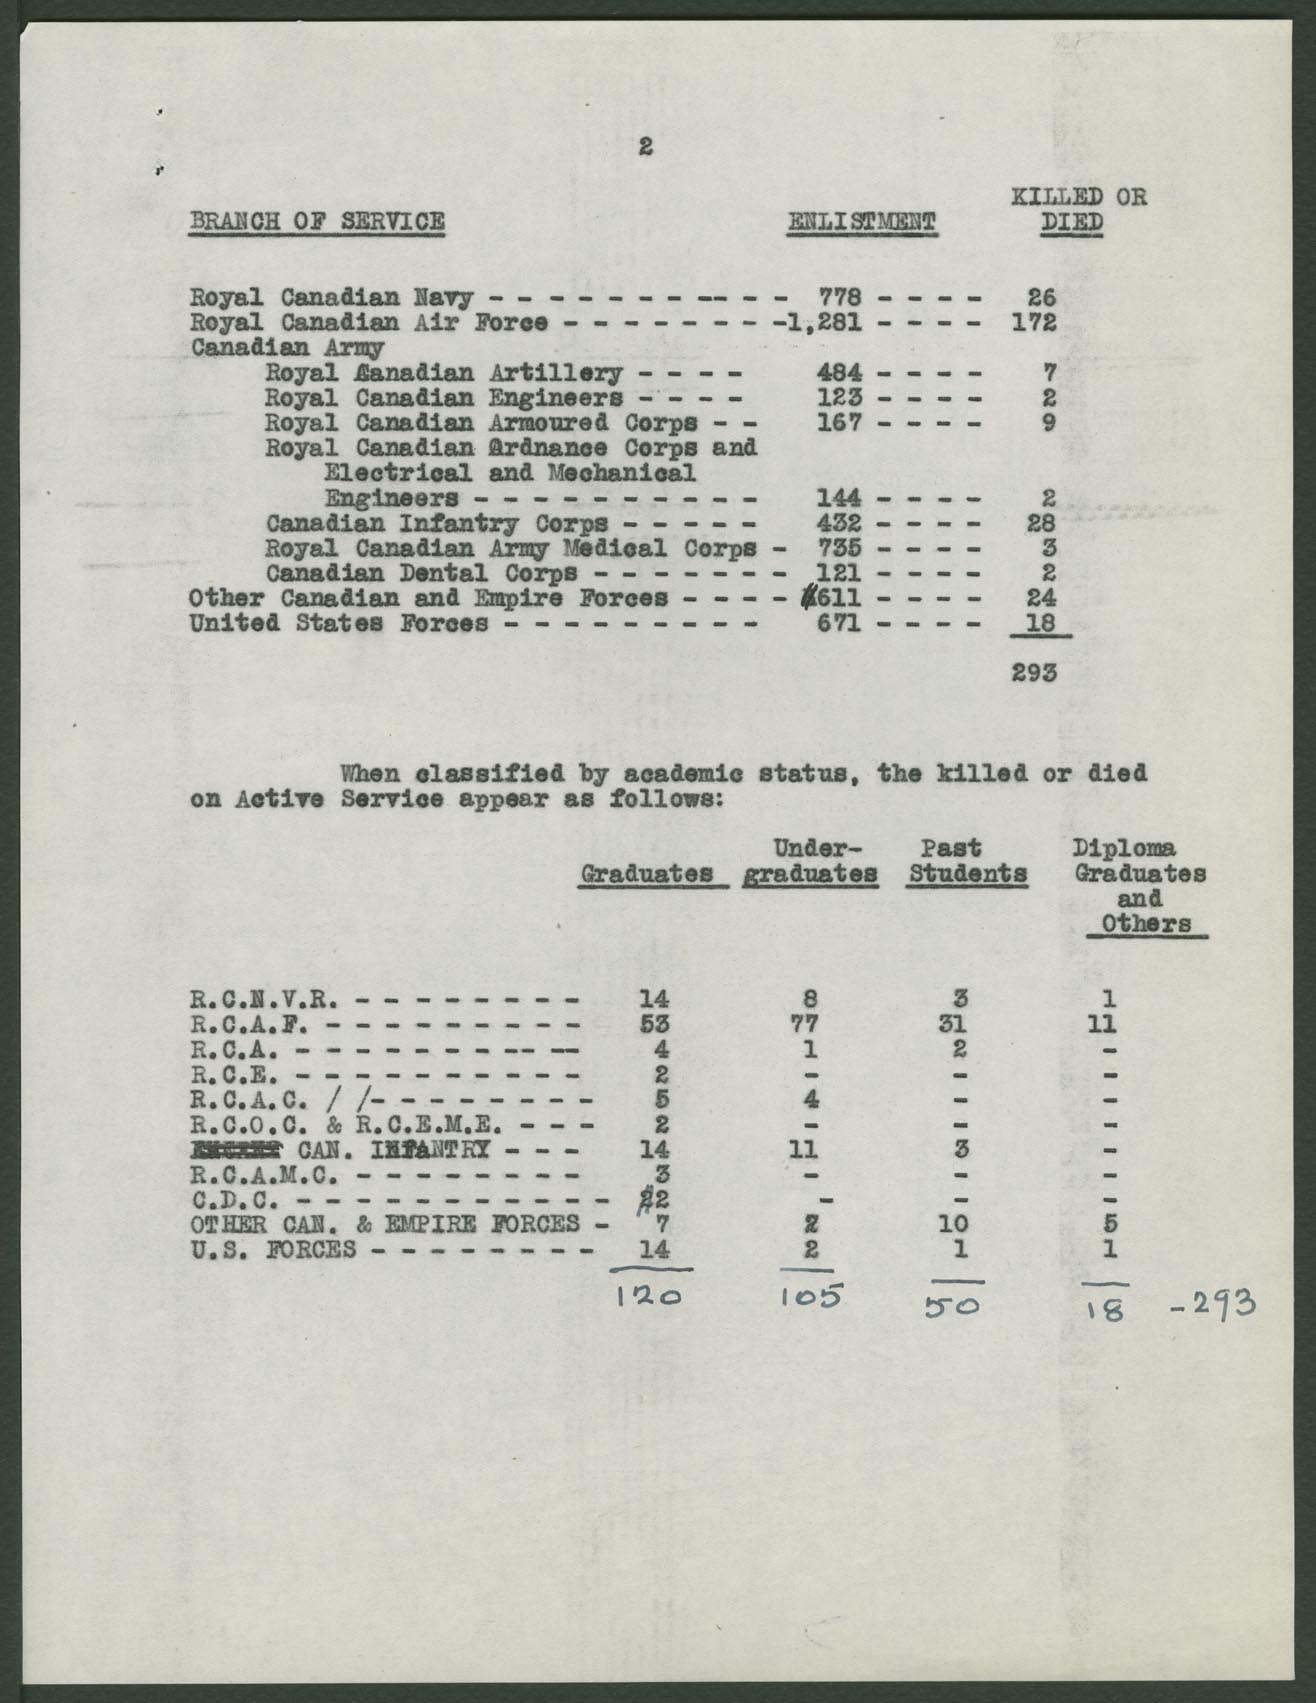 2
KILLED OR
BRANCH OF SERVICE ENLISTMENT DIED
Royal Canadian Navy - - - - - - - -- - - 778 - - - - 26
Royal Canadian Air Force - - - - - - - -1,281 - - - - 172
Canadian Army
Royal Canadian Artillery - - - - 484 - - - - 7
Royal Canadian Engineers - - - - 123 - - - - 2
Royal Canadian Armoured Corps - - 167 - - - - 9
Royal Canadian Ordnance Corps and
Electrical and Mechanical
Engineers - - - - - - - - - - 144 - - - - 2
Canadian Infantry Corps - - - - - 432 - - - - 28
Royal Canadian Army Medical Corps - 735 - - - - 3
Canadian Dental Corps - - - - - - - 121 - - - - 2
Other Canadian and Empire Forces - - - - 611 - - - - 24
United States Forces - - - - - - - - - 671 - - - - 18
293
When classified by academic status, the killed or died
on Active Service appear as follows:
Under- Past Diploma
Graduates graduates Students Graduates
and
Others
R.C.N.V.R. - - - - - - - - 14 8 3 1
R.C.A.F. - - - - - - - - - 53 77 31 11
R.C.A. - - - - - - - -- -- 4 1 2 -
R.C.E. - - - - - - - - - - 2 - - -
R.C.A.C. / /- - - - - - - - 5 4 - -
R.C.O.C. & R.C.E.M.E. - - - 2 - - -
CAN. INFANTRY - - - 14 11 3 -
R.C.A.M.C. - - - - - - - - 3 - - -
C.D.C. - - - - - - - - - - - 2 - - -
OTHER CAN. & EMPIRE FORCES - 7 2 10 5
U.S. FORCES - - - - - - - - 14 2 1 1
120 105 50 18 -293